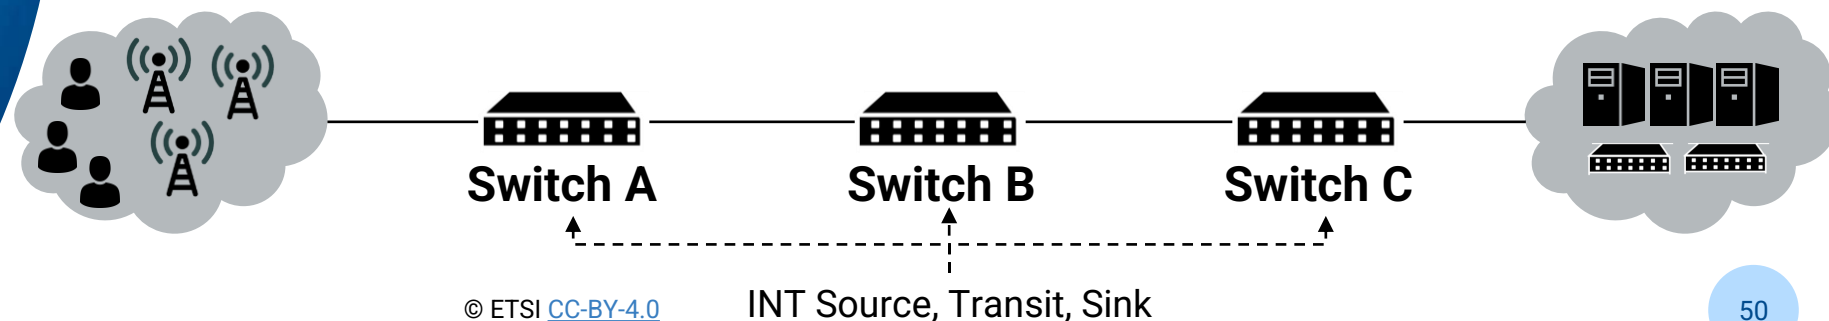 Switch A
Switch B
Switch C
INT Source, Transit, Sink
© ETSI CC-BY-4.0
50